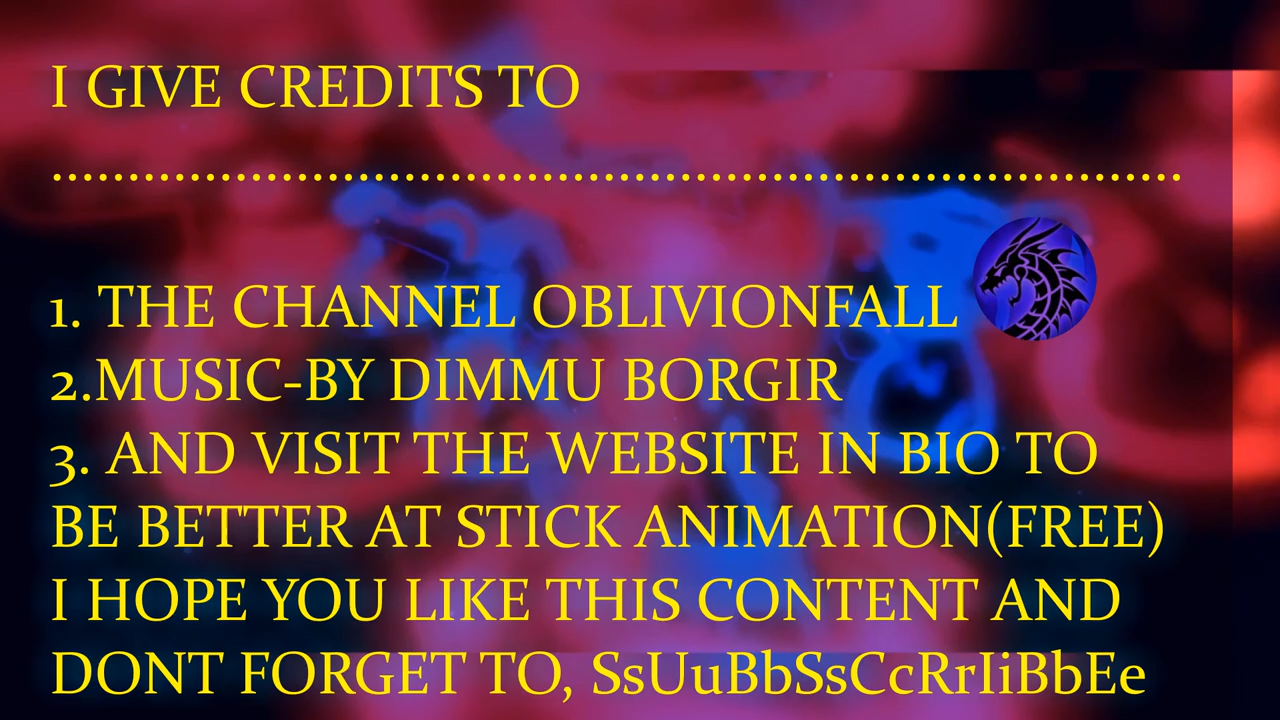 I GIVE CREDITS TO
............................................................................
1. THE CHANNEL OBLIVIONFALL
2.MUSIC-BY DIMMU BORGIR
3. AND VISIT THE WEBSITE IN BIO TO
BE BETTER AT STICK ANIMATION(FREE)
I HOPE YOU LIKE THIS CONTENT AND
DONT FORGET TO, SsUuBbSsCcRrIiBbEe